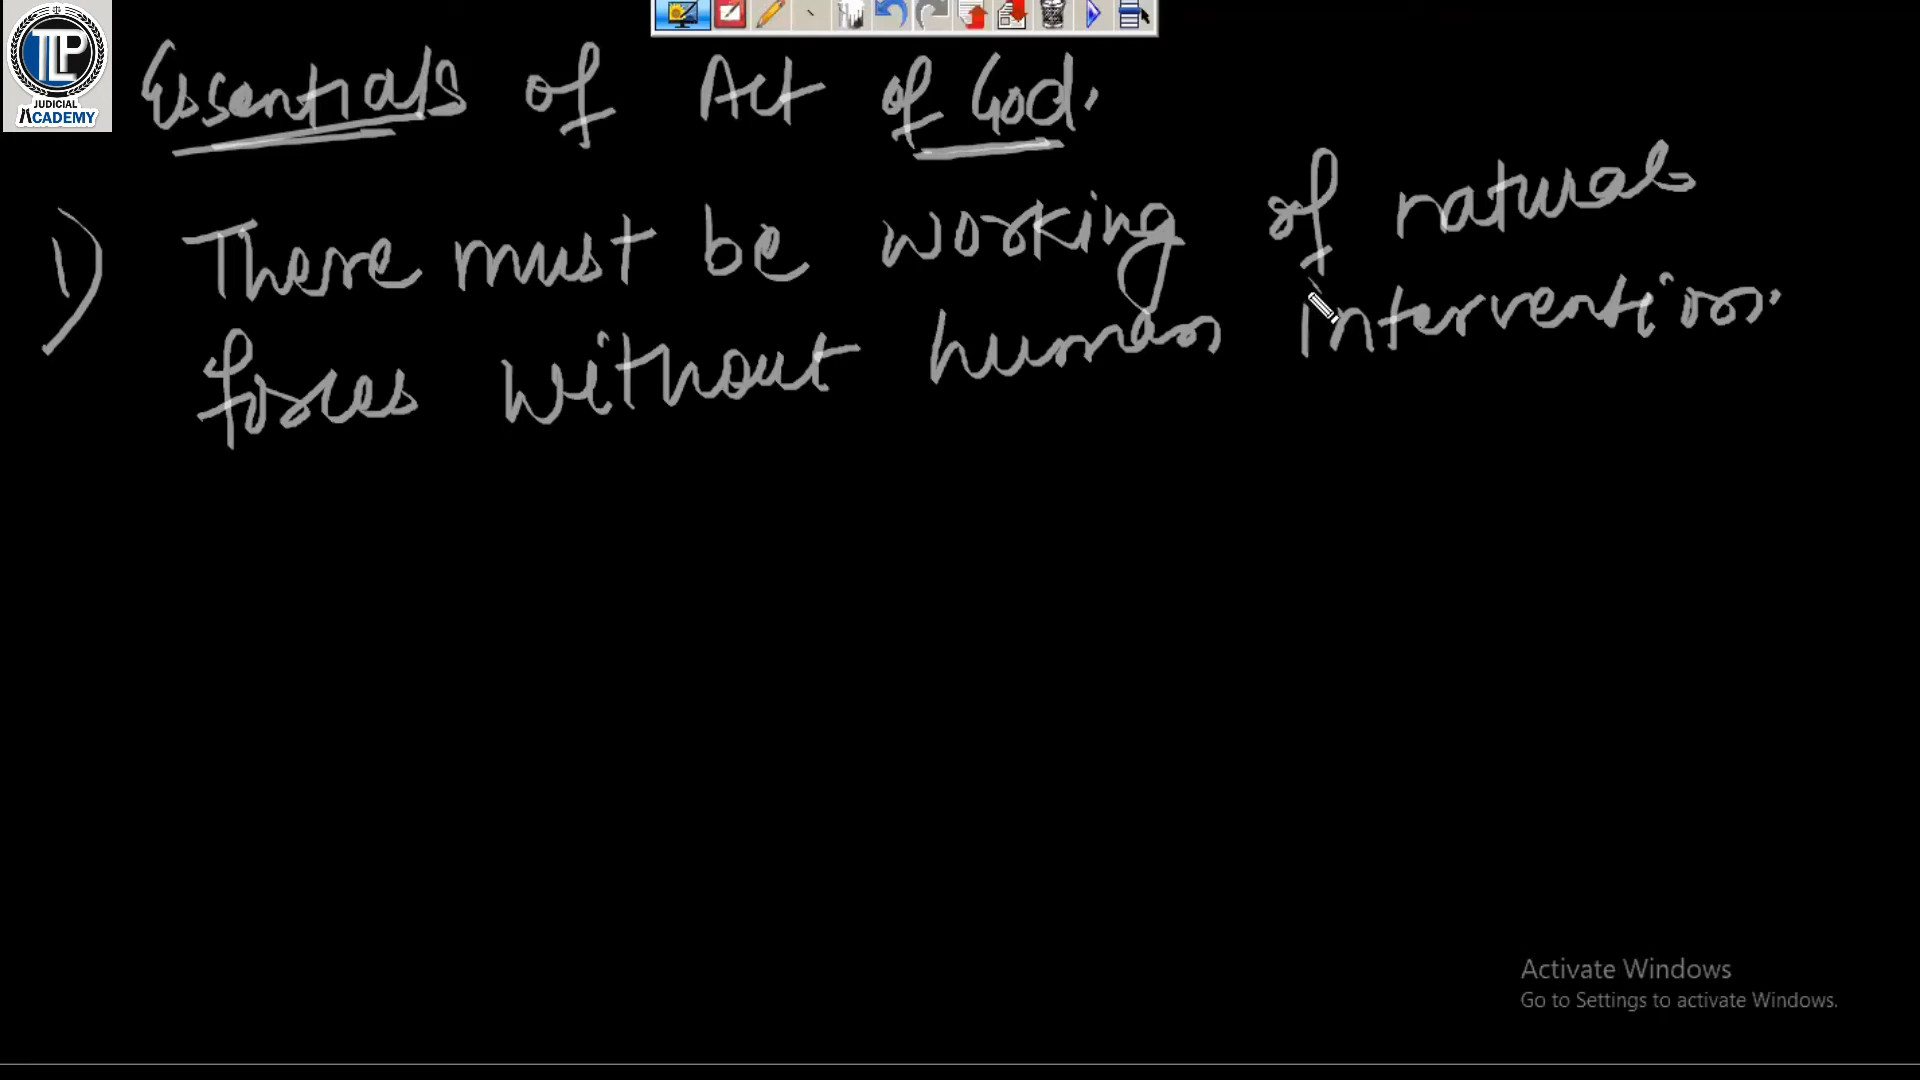 TLP
JUDICIAL
ACADEMY
Essentials of Act of God.
1) There must be working of natural
forces without human intervention.
Activate Windows
Go to Settings to activate Windows.